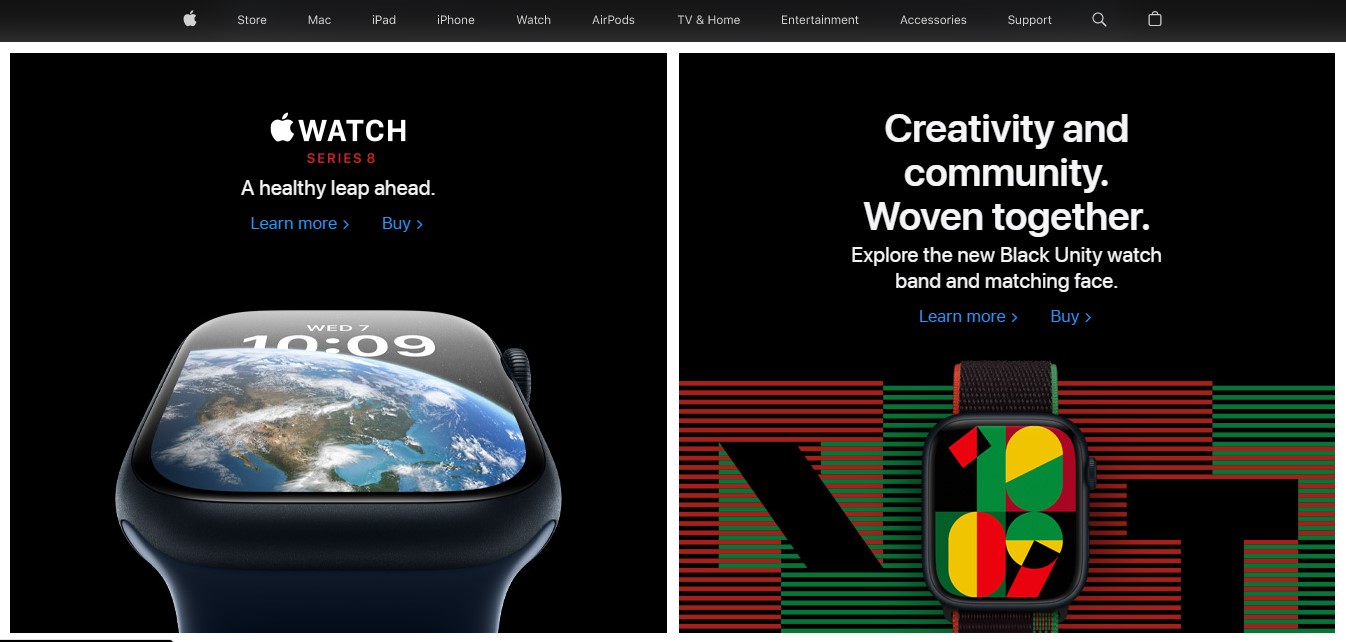 Store Mac iPad iPhone Watch AirPods TV & Home Entertainment Accessories Support
WATCH
SERIES 8
A healthy leap ahead.
Learn more > Buy >
WED 7
10:09
Creativity and
community.
Woven together.
Explore the new Black Unity watch
band and matching face.
Learn more > Buy >
10
09